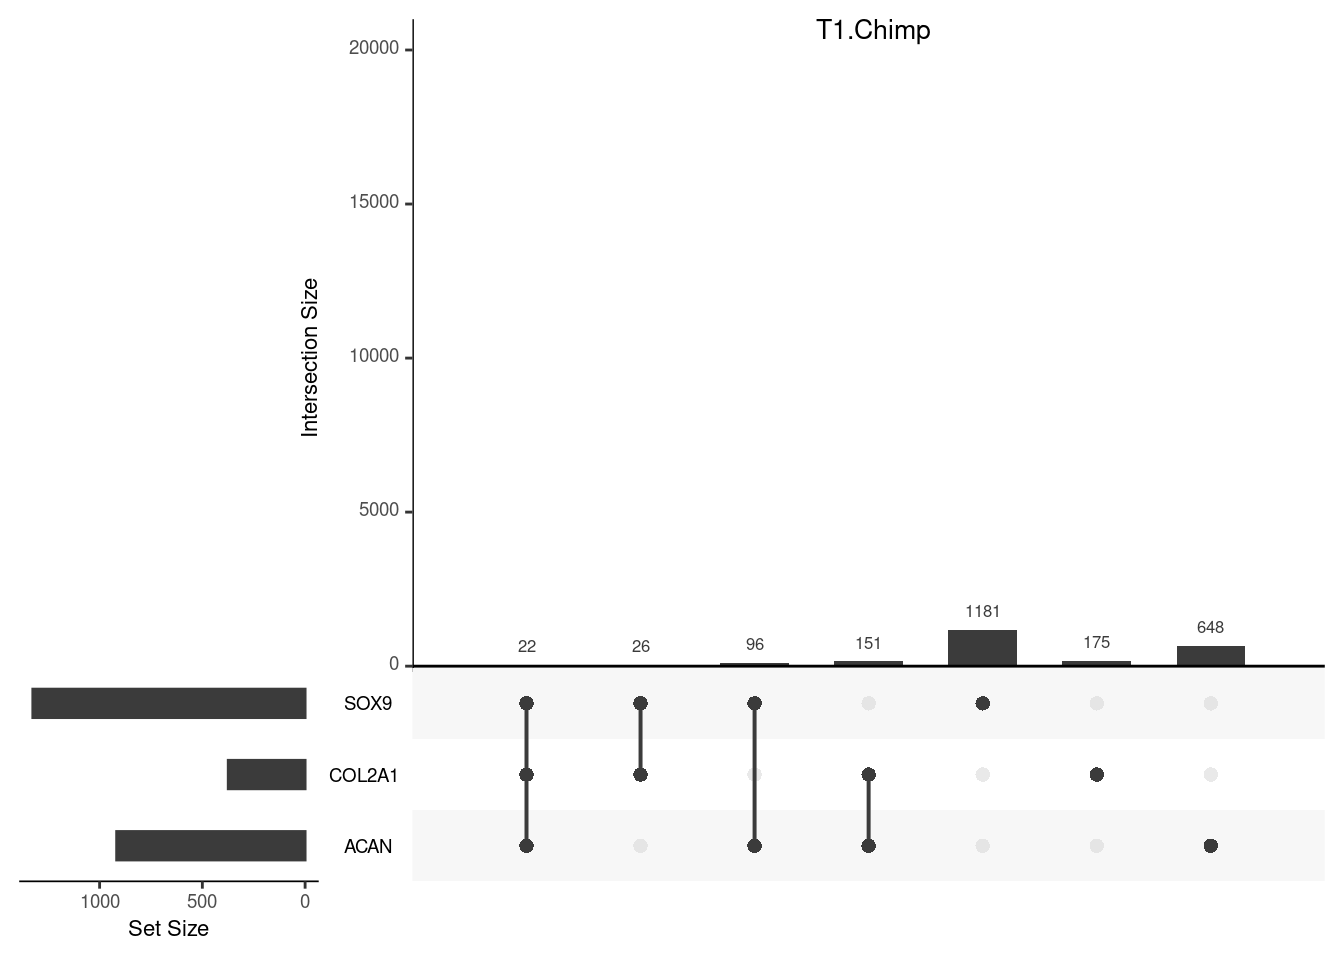 T1.Chimp
20000
15000
10000
5000
0
Intersection Size
22 26 96 151 1181 175 648
SOX9
COL2A1
ACAN
1000 500 0
Set Size